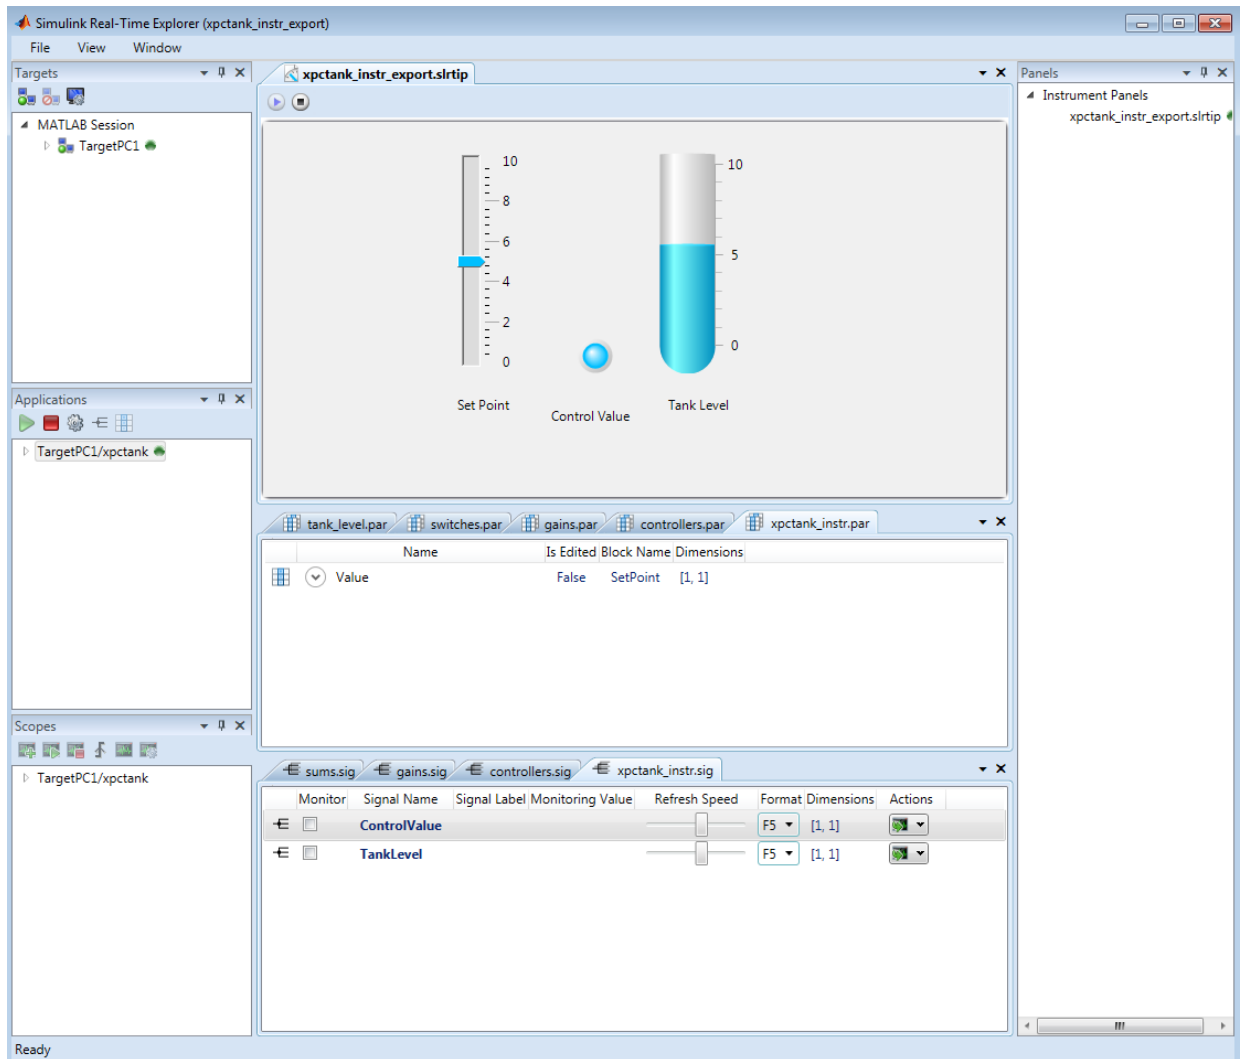 Simulink Real-Time Explorer (xpctank_instr_export)
File View Window
Targets
MATLAB Session
TargetPC1
Applications
TargetPC1/xpctank
Scopes
TargetPC1/xpctank
xpctank_instr_export.slrtip
10
8
6
4
2
0
Set Point
Control Value
10
5
0
Tank Level
tank_level.par switches.par gains.par controllers.par xpctank_instr.par
Name Is Edited Block Name Dimensions
Value False SetPoint [1, 1]
sums.sig gains.sig controllers.sig xpctank_instr.sig
Monitor Signal Name Signal Label Monitoring Value Refresh Speed Format Dimensions Actions
ControlValue F5 [1, 1]
TankLevel F5 [1, 1]
Panels
Instrument Panels
xpctank_instr_export.slrtip
Ready